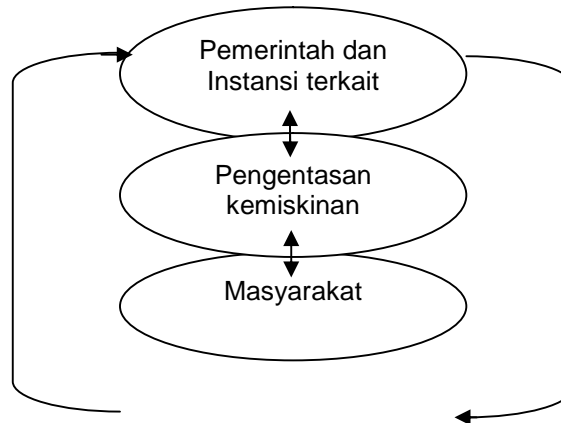 Pemerintah dan
Instansi terkait
Pengentasan
kemiskinan
Masyarakat